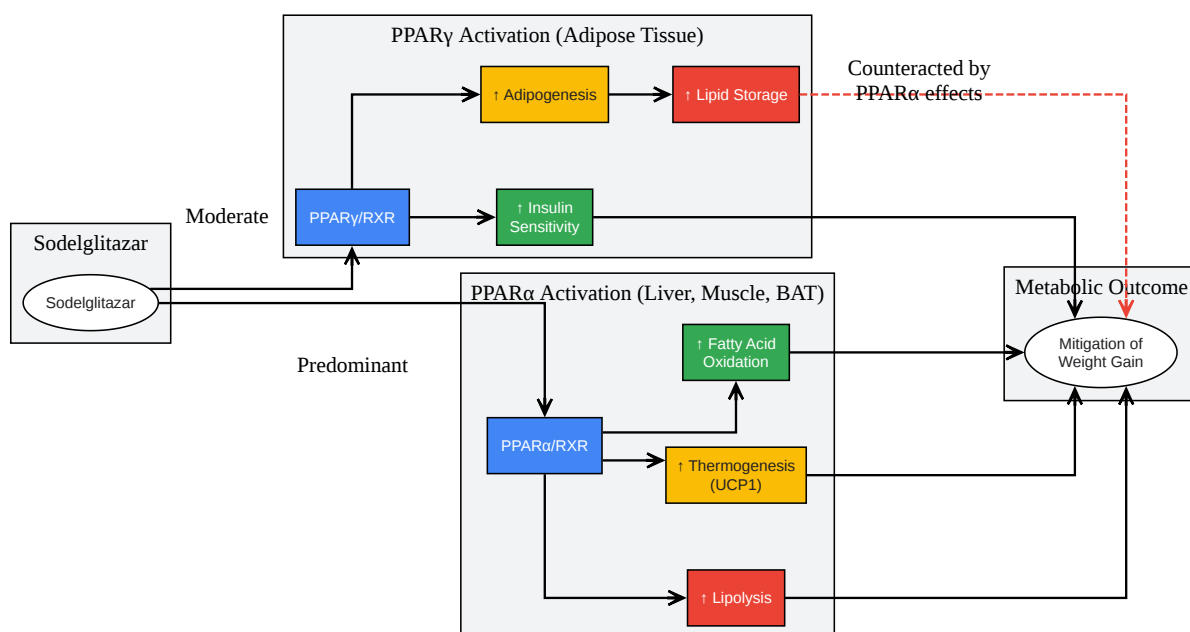 PPARγ Activation (Adipose Tissue)
↑ Adipogenesis
↑ Lipid Storage
Counteracted by
PPARα effects
Moderate
PPARγ/RXR
↑ Insulin
Sensitivity
Sodelglitazar
Sodelglitazar
PPARα Activation (Liver, Muscle, BAT)
Metabolic Outcome
↑ Fatty Acid
Oxidation
Mitigation of
Weight Gain
Predominant
PPARα/RXR
↑ Thermogenesis
(UCP1)
↑ Lipolysis